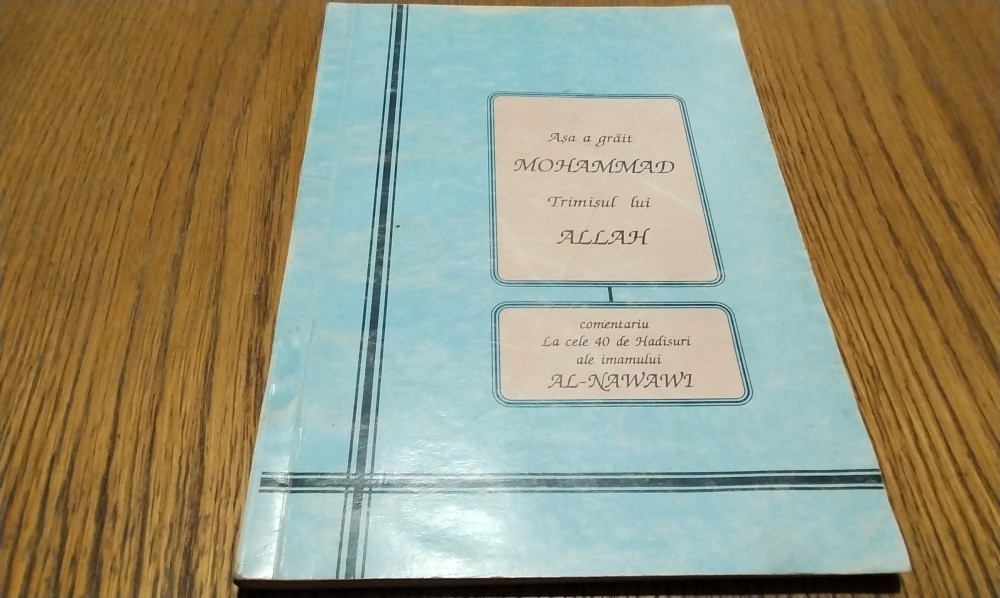 Așa a grăit
MOHAMMAD
Trimisul lui
ALLAH
comentariu
La cele 40 de Hadisuri
ale imamului
AL-NAWAWI